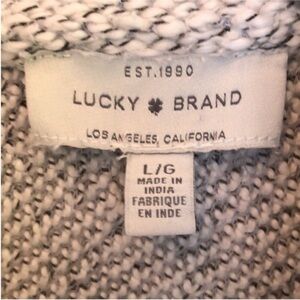 EST.1990
LUCKY BRAND
LOS ANGELES, CALIFORNIA
L/G
MADE IN
INDIA
FABRIQUE
EN INDE